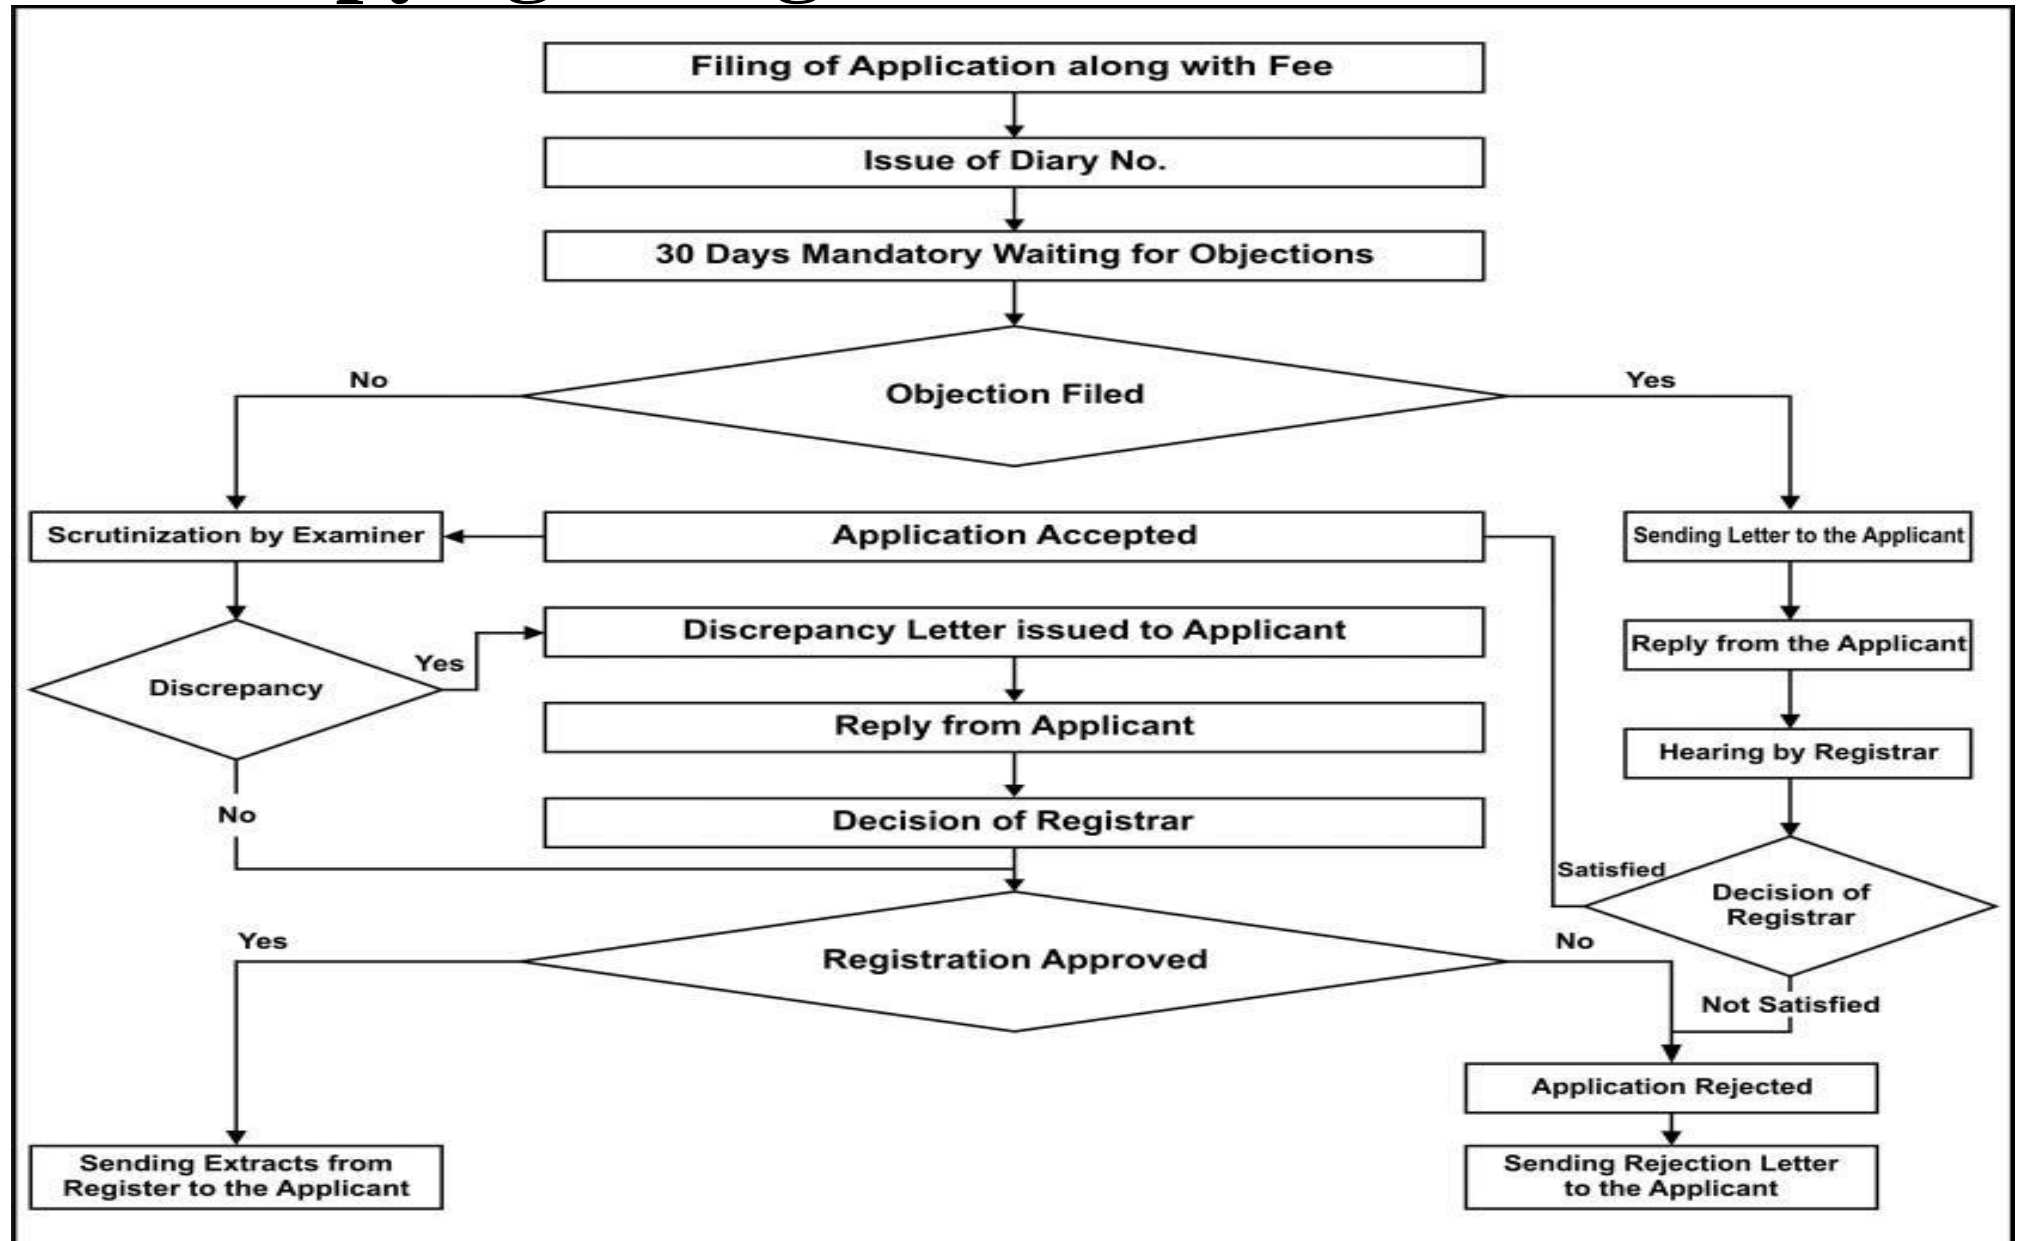 Filing of Application along with Fee
Issue of Diary No.
30 Days Mandatory Waiting for Objections
Objection Filed
No
Yes
Scrutinization by Examiner
Application Accepted
Sending Letter to the Applicant
Discrepancy Letter issued to Applicant
Reply from the Applicant
Yes
Discrepancy
Reply from Applicant
Hearing by Registrar
No
Decision of Registrar
Satisfied
Decision of
Registrar
Yes
No
Registration Approved
Not Satisfied
Application Rejected
Sending Extracts from
Register to the Applicant
Sending Rejection Letter
to the Applicant